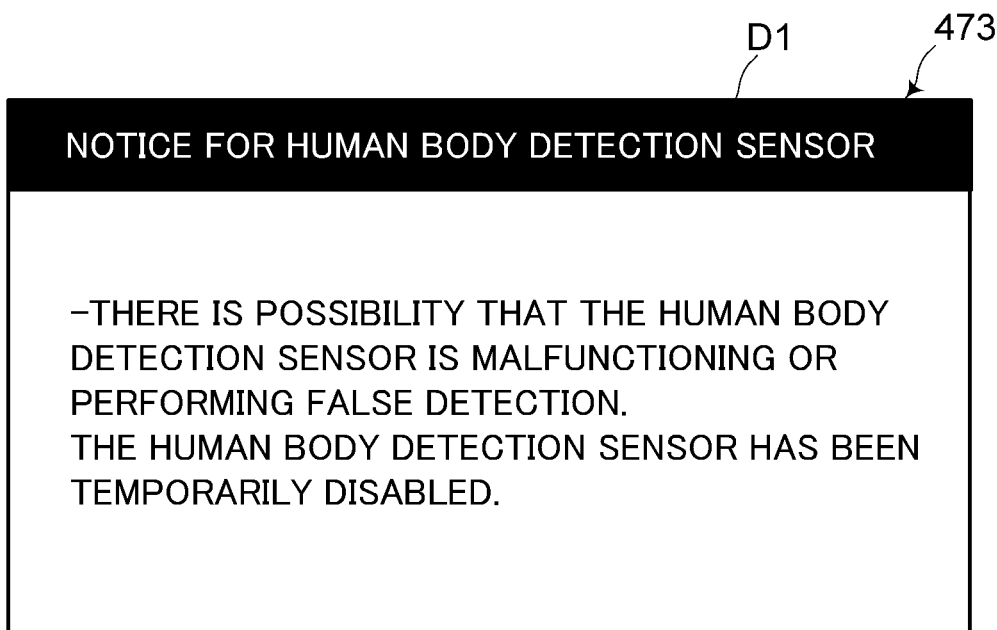 D1
473
NOTICE FOR HUMAN BODY DETECTION SENSOR
-THERE IS POSSIBILITY THAT THE HUMAN BODY
DETECTION SENSOR IS MALFUNCTIONING OR
PERFORMING FALSE DETECTION.
THE HUMAN BODY DETECTION SENSOR HAS BEEN
TEMPORARILY DISABLED.